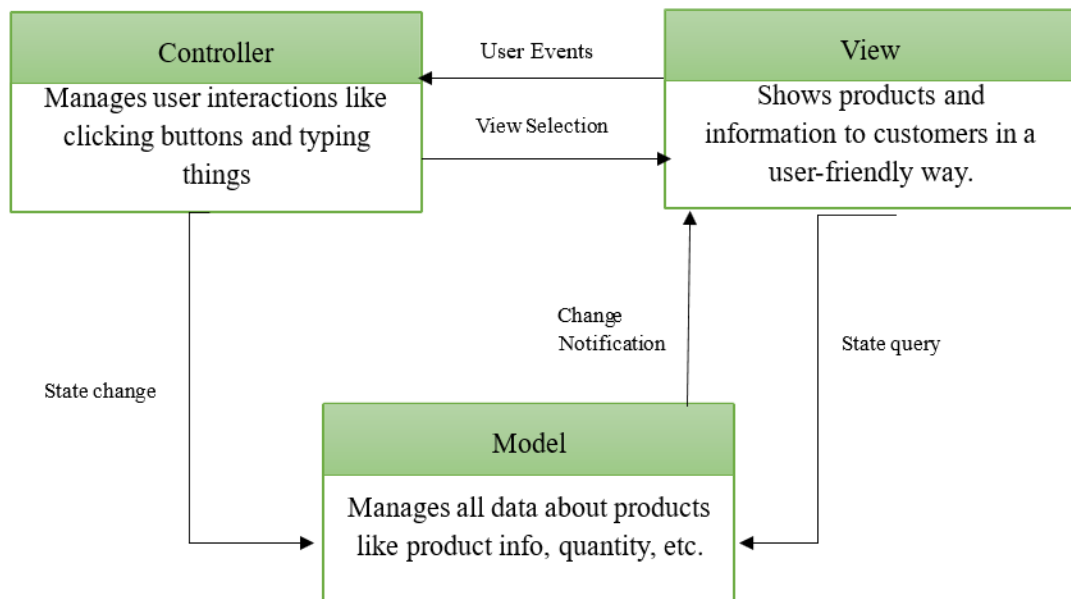 Controller
Manages user interactions like
clicking buttons and typing
things
User Events
View Selection
View
Shows products and
information to customers in a
user-friendly way.
State change
Change
Notification
State query
Model
Manages all data about products
like product info, quantity, etc.